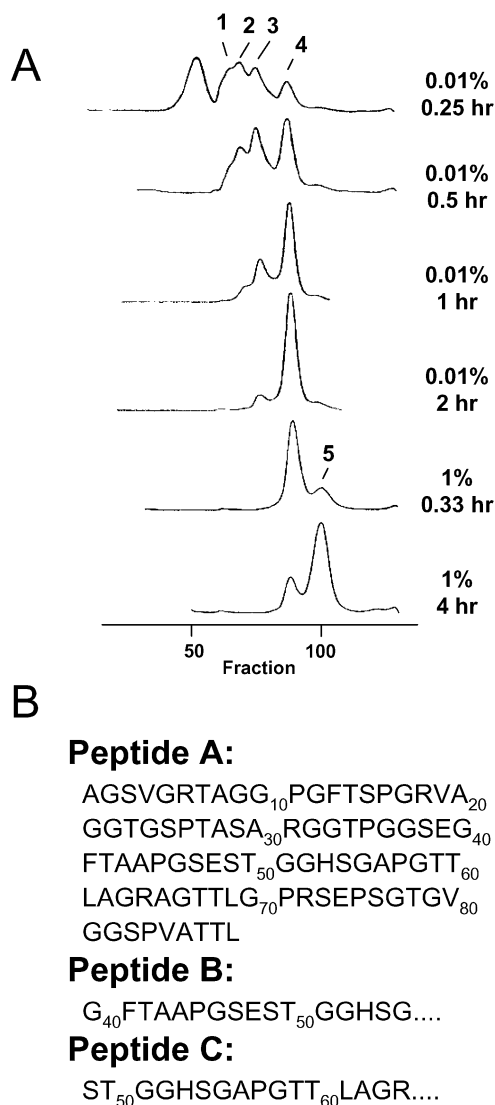 A
1 2 3 4
0.01%
0.25 hr
0.01%
0.5 hr
0.01%
1 hr
0.01%
2 hr
5
1%
0.33 hr
1%
4 hr
50 100
Fraction
B
Peptide A:
AGSVGRTAGG10PGFTSPGRVA20
GGTGSPTASA30RGGTPGGSEG40
FTAAPGSEST50GGHSGAPGTT60
LAGRAGTTLG70PRSEPSGTGV80
GGSPVATTL
Peptide B:
G40FTAAPGSEST50GGHSG....
Peptide C:
ST50GGHSGAPGTT60LAGR....